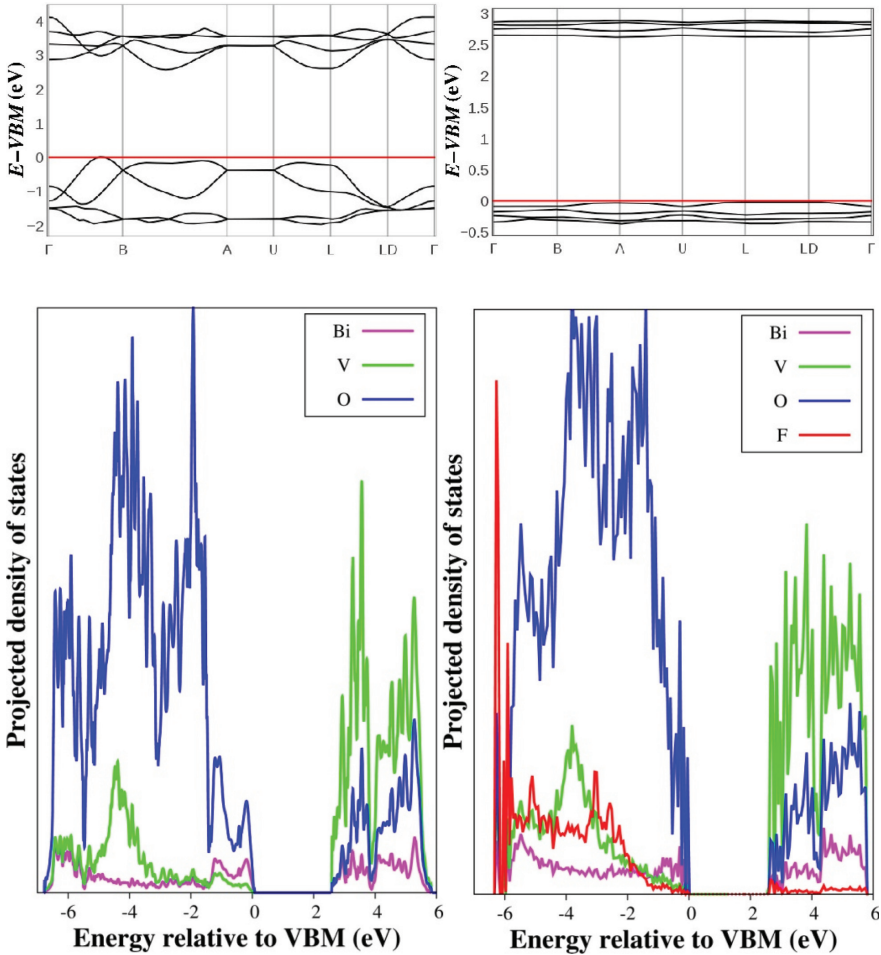 4
3
2
1
0
−1
−2
E−VBM (eV)
Γ B A U L LD Γ
3
2.5
2
1.5
1
0.5
0
−0.5
E−VBM (eV)
Γ B A U L LD Γ
Bi
V
O
Projected density of states
-6 -4 -2 0 2 4 6
Energy relative to VBM (eV)
Bi
V
O
F
Projected density of states
-6 -4 -2 0 2 4 6
Energy relative to VBM (eV)